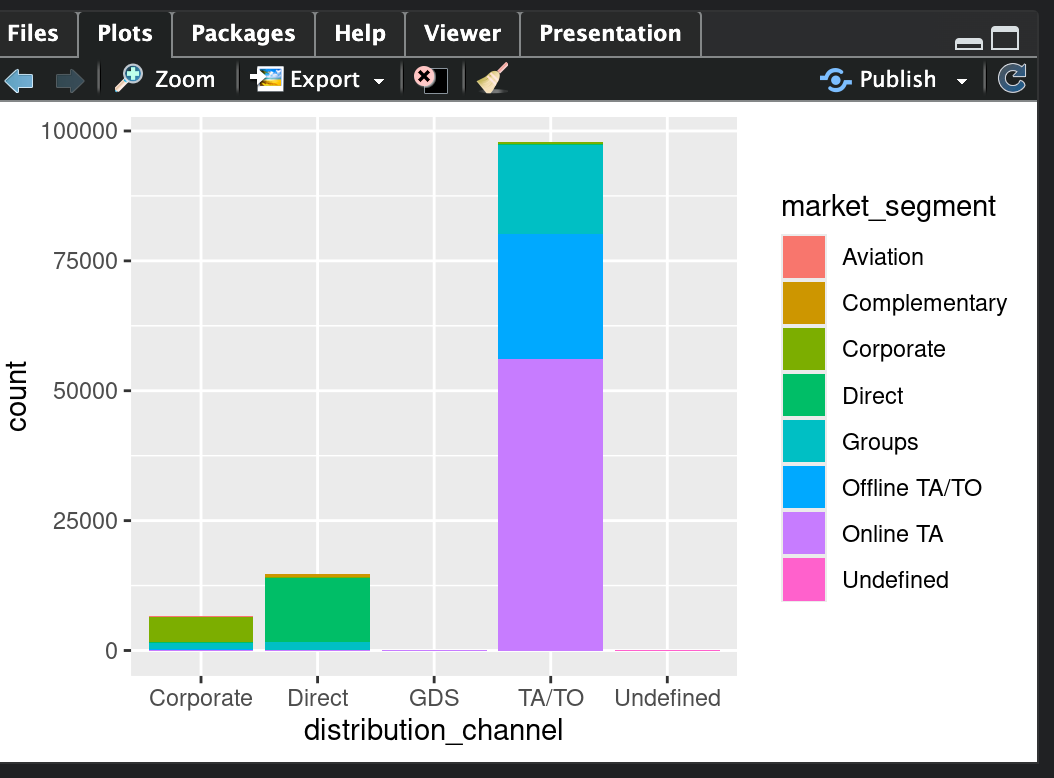 Files Plots Packages Help Viewer Presentation
Zoom Export Publish
100000
75000
50000
25000
0
count
Corporate Direct GDS TA/TO Undefined
distribution_channel
market_segment
Aviation
Complementary
Corporate
Direct
Groups
Offline TA/TO
Online TA
Undefined